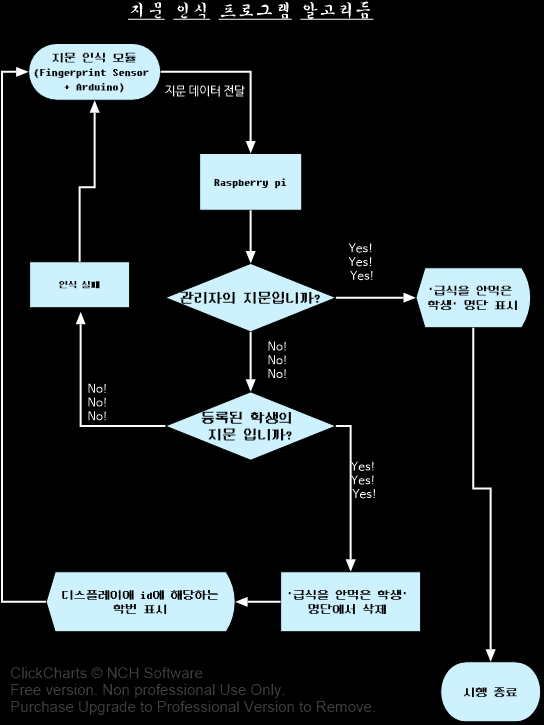 지문 인식 프로그램 알고리듬
지문 인식 모듈
(Fingerprint Sensor
+ Arduino)
지문 데이터 전달
Raspberry pi
관리자의 지문입니까?
Yes!
Yes!
Yes!
'급식을 안먹은
학생' 명단 표시
인식 실패
No!
No!
No!
등록된 학생의
지문 입니까?
No!
No!
No!
Yes!
Yes!
Yes!
'급식을 안먹은 학생'
명단에서 삭제
디스플레이에 id에 해당하는
학번 표시
시행 종료
ClickCharts © NCH Software
Free version. Non professional Use Only.
Purchase Upgrade to Professional Version to Remove.